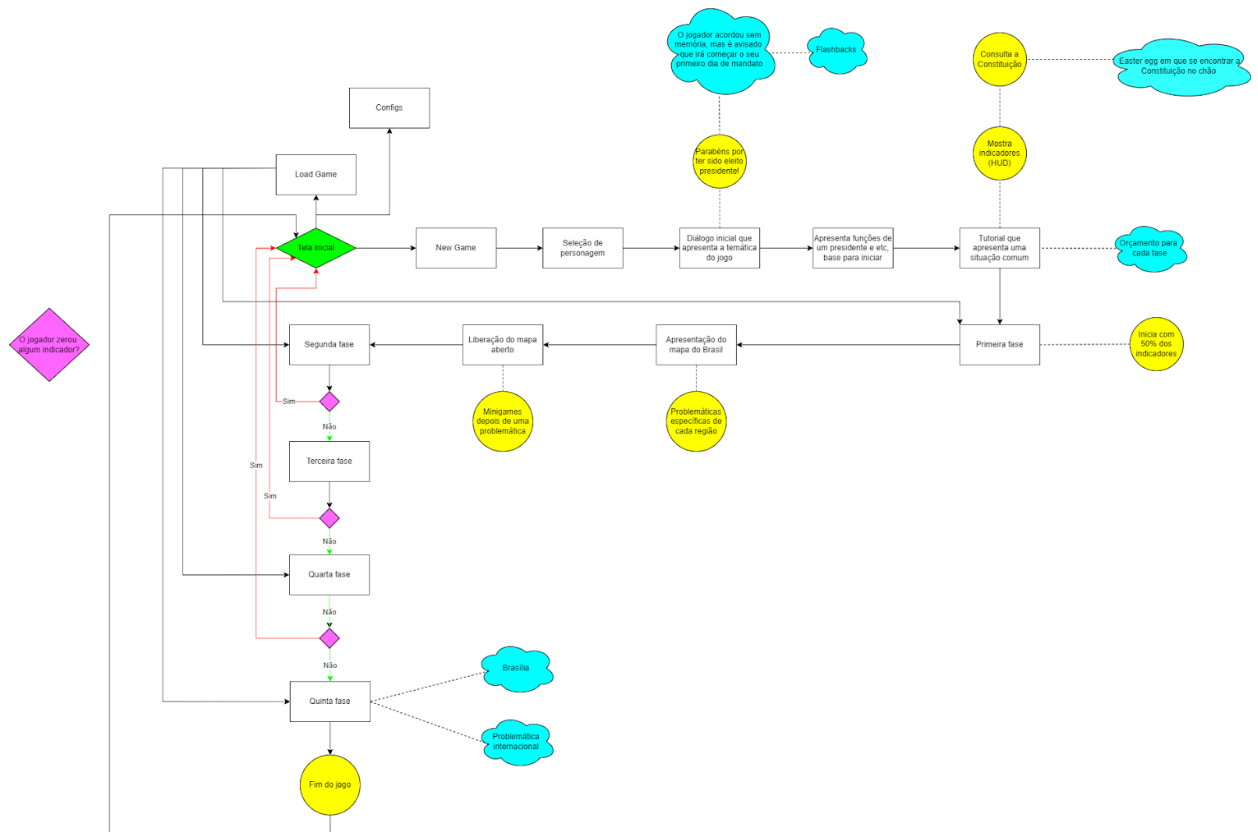 O jogador acordou sem
memória, mas é avisado
que irá começar o seu
primeiro dia de mandato
Flashbacks
Consulta a
Constituição
Easter egg em que se encontrar a
Constituição no chão
Configs
Parabéns por
ter sido eleito
presidente!
Mostra
indicadores
(HUD)
Load Game
Tela inicial
New Game
Seleção de
personagem
Diálogo inicial que
apresenta a temática
do jogo
Apresenta funções de
um presidente e etc,
base para iniciar
Tutorial que
apresenta uma
situação comum
Orçamento para
cada fase
O jogador zerou
algum indicador?
Segunda fase
Liberação do mapa
aberto
Apresentação do
mapa do Brasil
Primeira fase
Inicia com
50% dos
indicadores
Sim
Não
Minigames
depois de uma
problemática
Problemáticas
específicas de
cada região
Terceira fase
Sim
Sim
Não
Quarta fase
Não
Não
Quinta fase
Brasília
Problemática
internacional
Fim do jogo